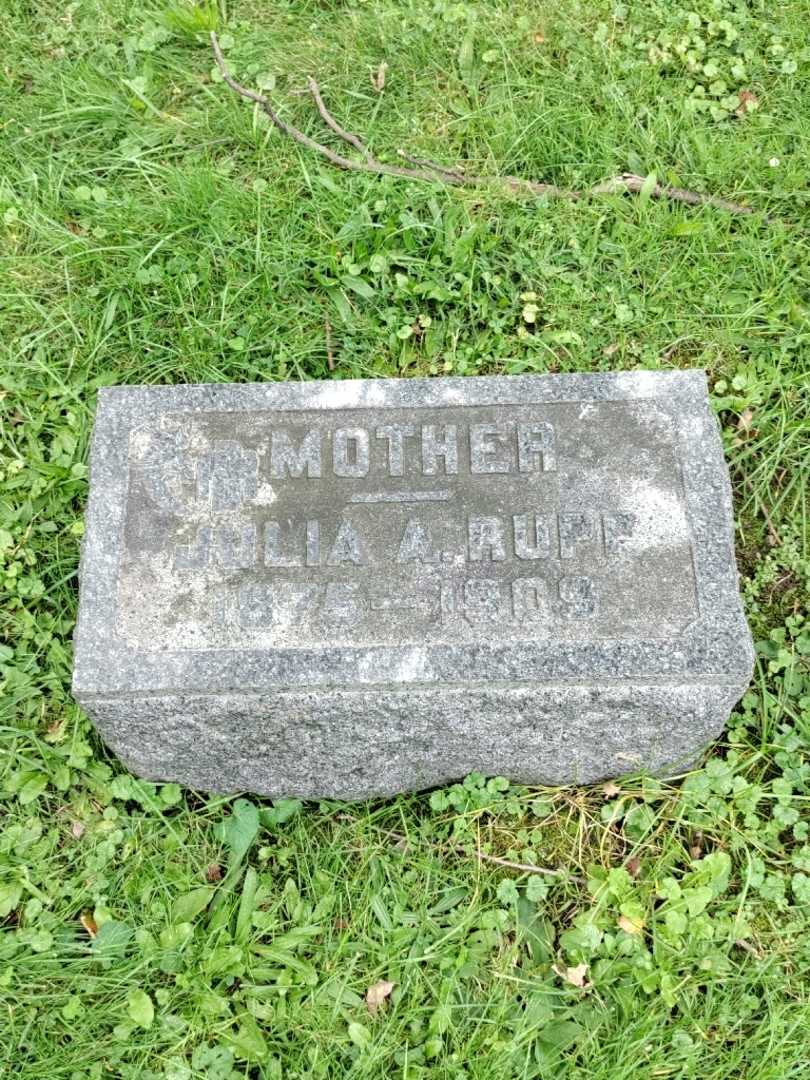 MOTHER
JULIA A. RUPP
1875—1909